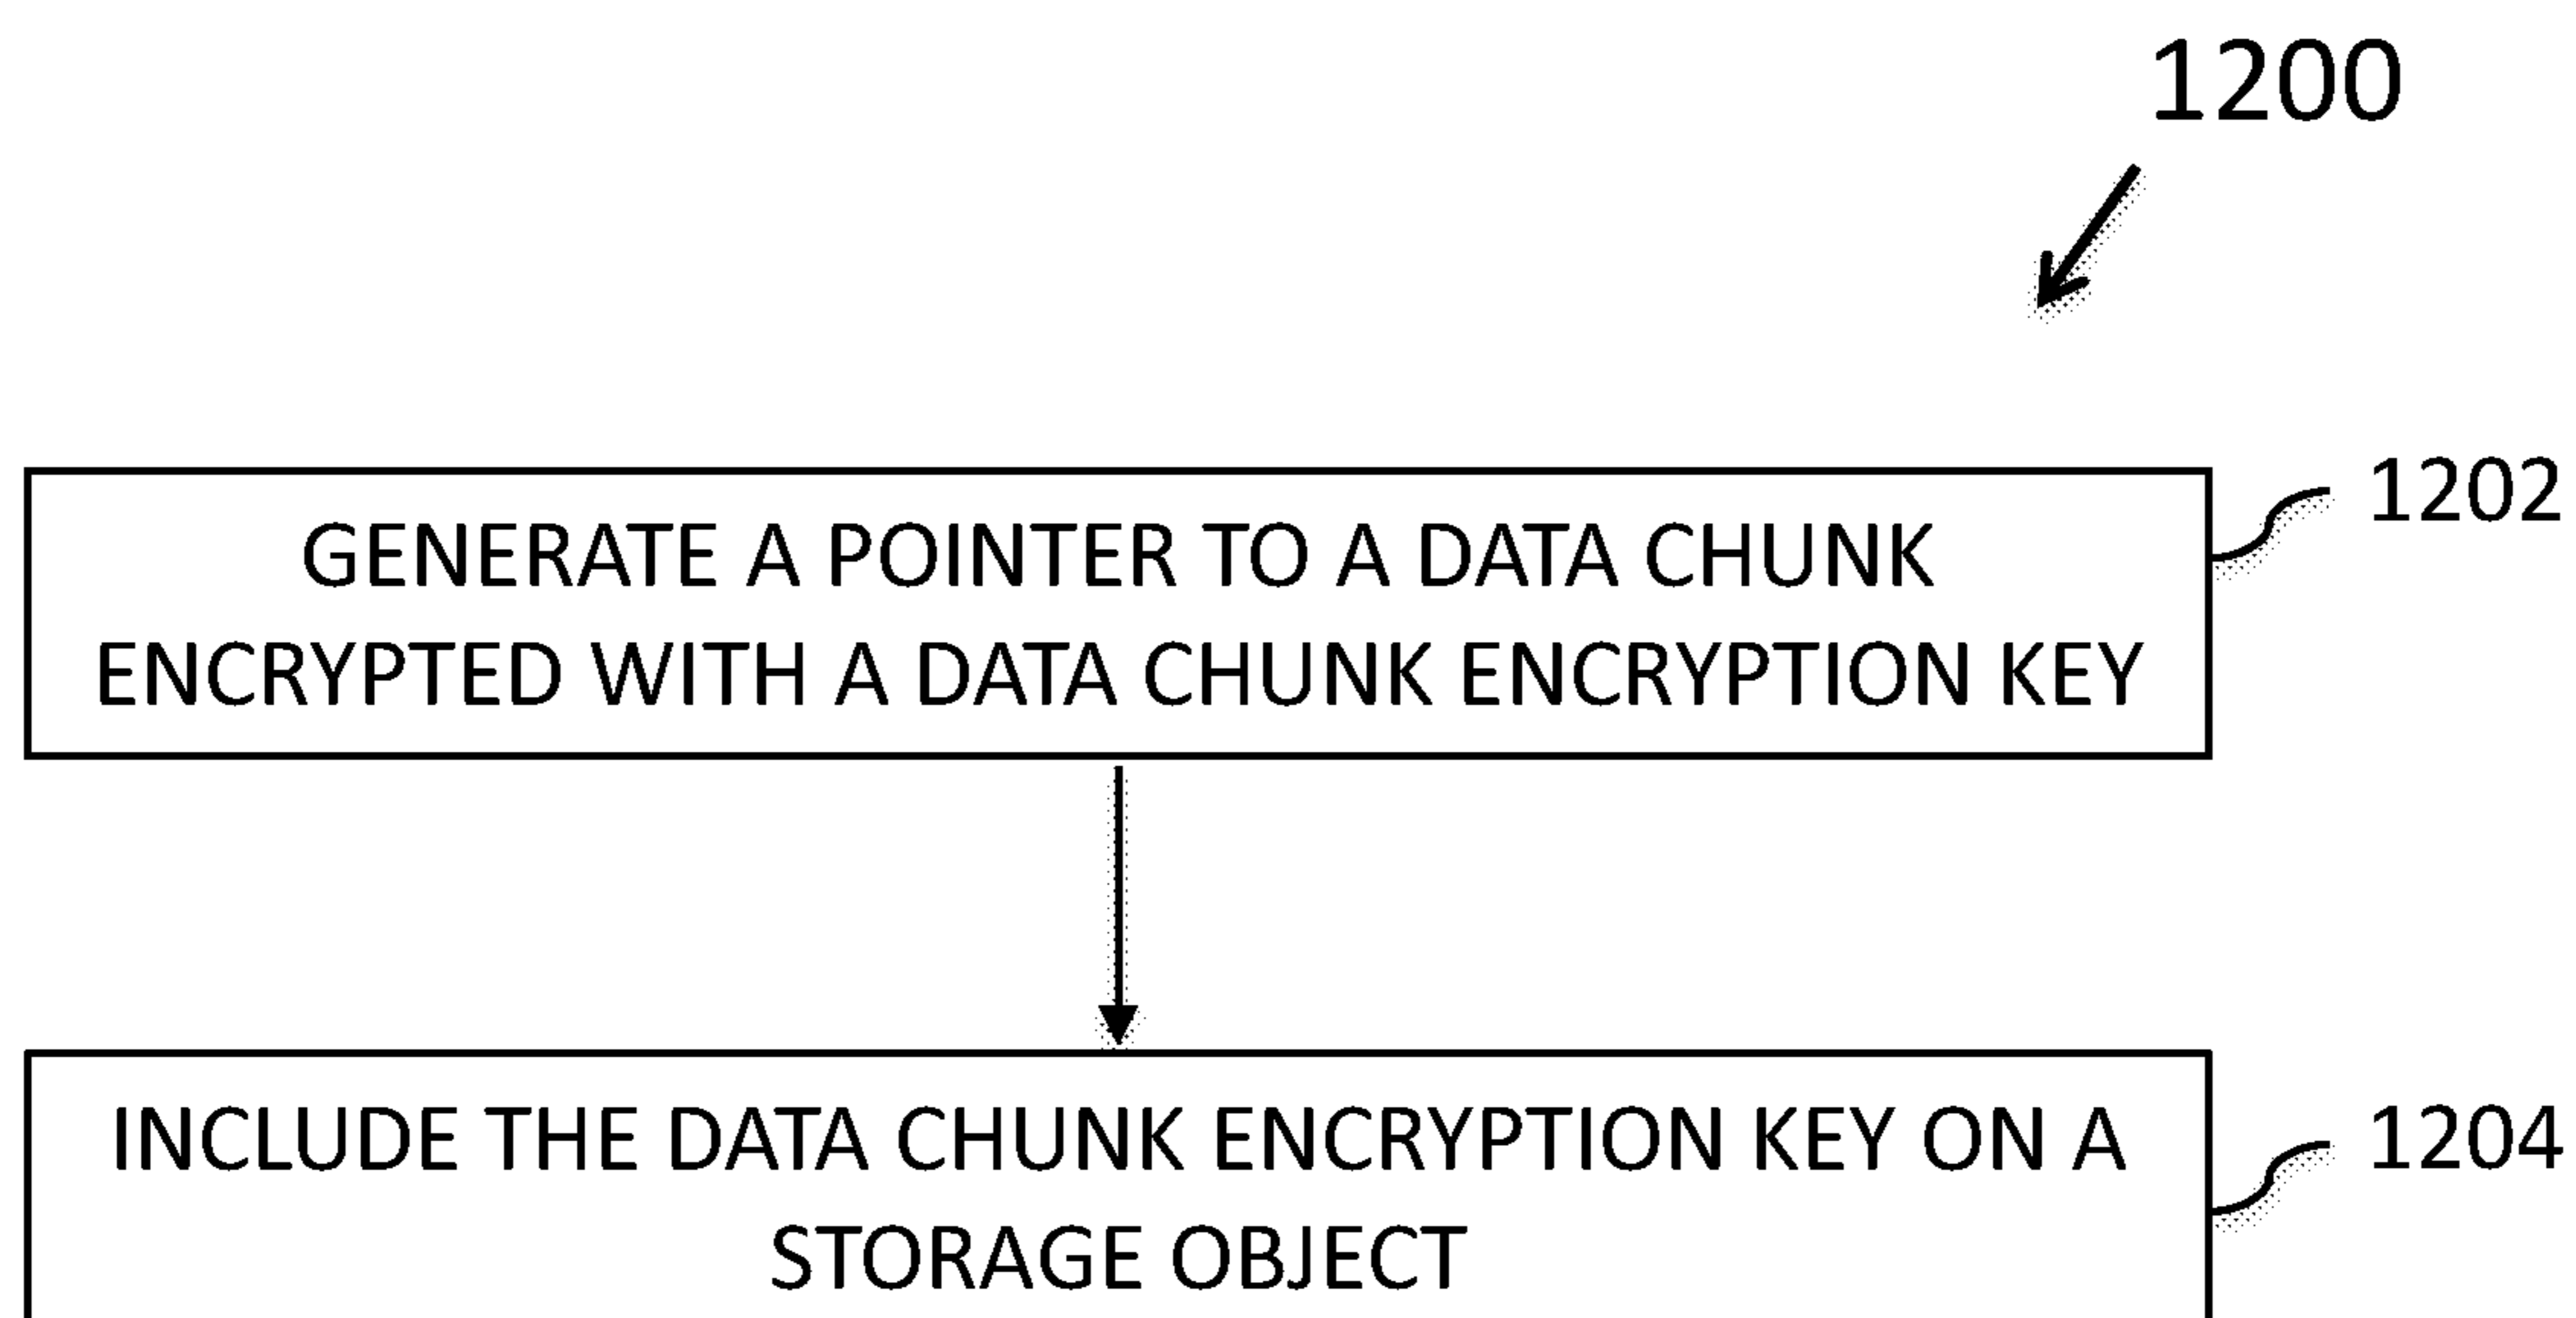 1200
GENERATE A POINTER TO A DATA CHUNK
1202
ENCRYPTED WITH A DATA CHUNK ENCRYPTION KEY
INCLUDE THE DATA CHUNK ENCRYPTION KEY ON A
1204
STORAGE OBJECT